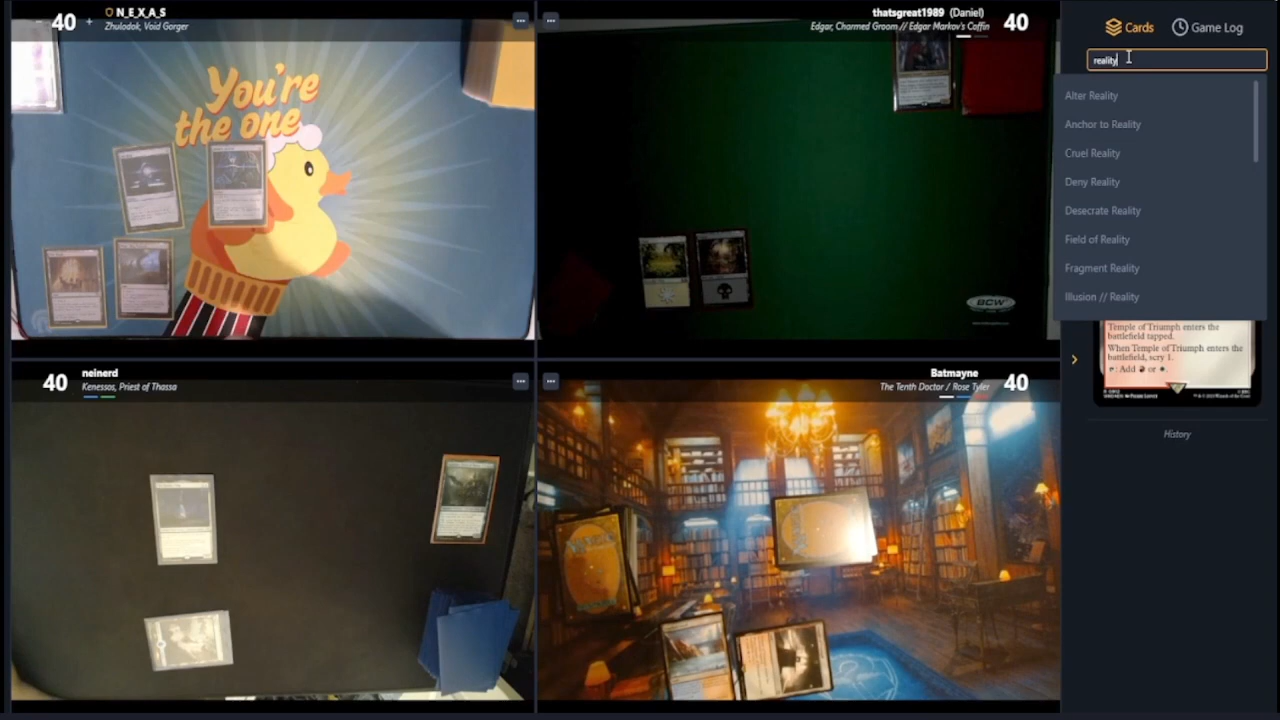 40
N_E_X_A_S
Zhulodok, Void Gorger
You're
the one
thatsgreat1989 (Daniel)
Edgar, Charmed Groom // Edgar Markov's Coffin
40
BCW
40
neinerd
Kenessos, Priest of Thassa
Batmayne
The Tenth Doctor / Rose Tyler
40
Cards
Game Log
reality
Alter Reality
Anchor to Reality
Cruel Reality
Deny Reality
Desecrate Reality
Field of Reality
Fragment Reality
Illusion // Reality
Temple of Triumph enters the
battlefield tapped.
When Temple of Triumph enters the
battlefield, scry 1.
: Add or .
History